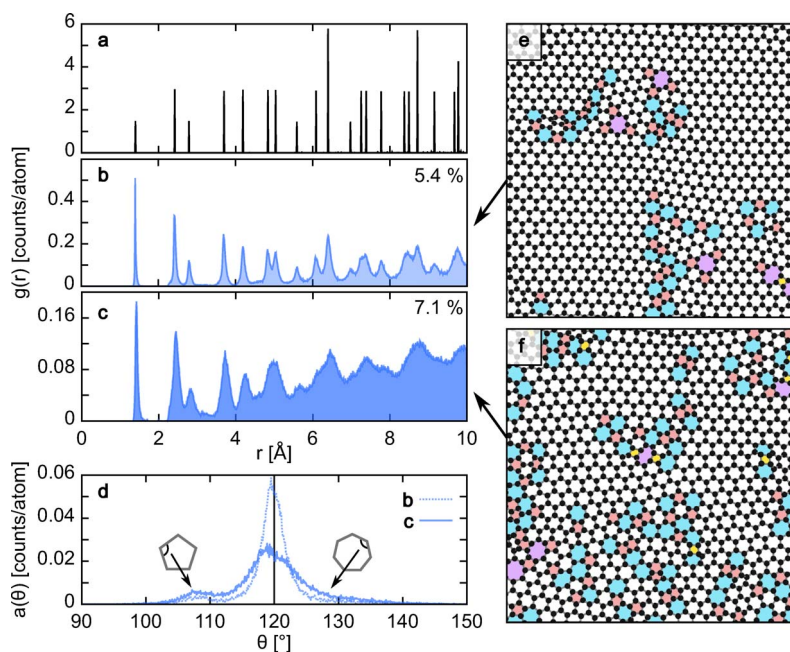 a
6
4
2
0
g(r) [counts/atom]
b
5.4 %
0.4
0.2
0
c
7.1 %
0.16
0.08
0
0 2 4 6 8 10
r [Å]
d
b
c
a(θ) [counts/atom]
0.06
0.04
0.02
0
90 100 110 120 130 140 150
θ [°]
e
f